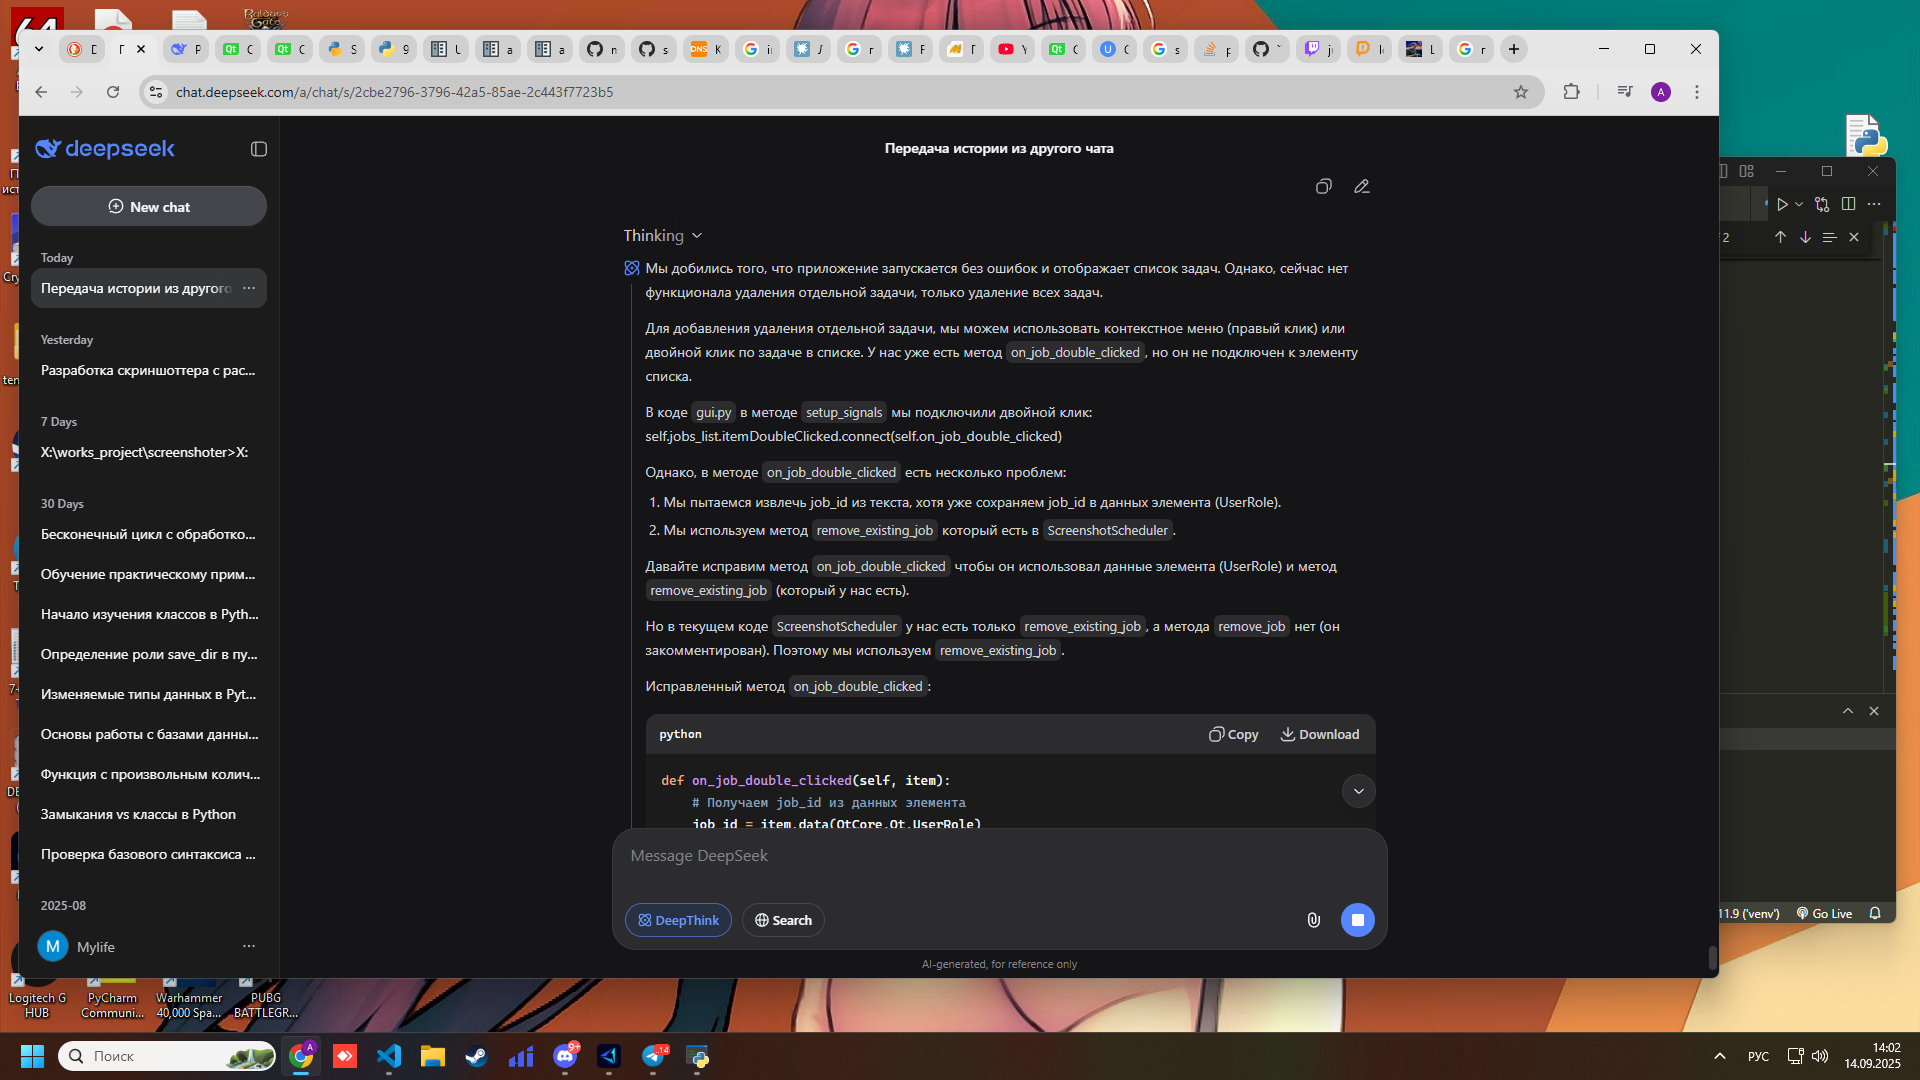 chat.deepseek.com/a/chat/s/2cbe2796-3796-42a5-85ae-2c443f7723b5
deepseek
New chat
Today
Передача истории из другого
Yesterday
Разработка скриншоттера с рас...
7 Days
X:\works_project\screenshoter>X:
30 Days
Бесконечный цикл с обработко...
Обучение практическому прим...
Начало изучения классов в Pyth...
Определение роли save_dir в пу...
Изменяемые типы данных в Pyt...
Основы работы с базами данны...
Функция с произвольным колич...
Замыкания vs классы в Python
Проверка базового синтаксиса ...
2025-08
M Mylife
Передача истории из другого чата
Thinking
Мы добились того, что приложение запускается без ошибок и отображает список задач. Однако, сейчас нет
функционала удаления отдельной задачи, только удаление всех задач.
Для добавления удаления отдельной задачи, мы можем использовать контекстное меню (правый клик) или
двойной клик по задаче в списке. У нас уже есть метод on_job_double_clicked, но он не подключен к элементу
списка.
В коде gui.py в методе setup_signals мы подключили двойной клик:
self.jobs_list.itemDoubleClicked.connect(self.on_job_double_clicked)
Однако, в методе on_job_double_clicked есть несколько проблем:
1. Мы пытаемся извлечь job_id из текста, хотя уже сохраняем job_id в данных элемента (UserRole).
2. Мы используем метод remove_existing_job который есть в ScreenshotScheduler.
Давайте исправим метод on_job_double_clicked чтобы он использовал данные элемента (UserRole) и метод
remove_existing_job (который у нас есть).
Но в текущем коде ScreenshotScheduler у нас есть только remove_existing_job, а метода remove_job нет (он
закомментирован). Поэтому мы используем remove_existing_job.
Исправленный метод on_job_double_clicked:
python
Copy
Download
def on_job_double_clicked(self, item):
# Получаем job_id из данных элемента
job_id = item.data(QtCore.Qt.UserRole)
Message DeepSeek
DeepThink
Search
AI-generated, for reference only
11.9 ('venv')
Go Live
Logitech G
HUB
PyCharm
Communi...
Warhammer
40,000 Spa...
PUBG
BATTLEGR...
Поиск
РУС
14:02
14.09.2025